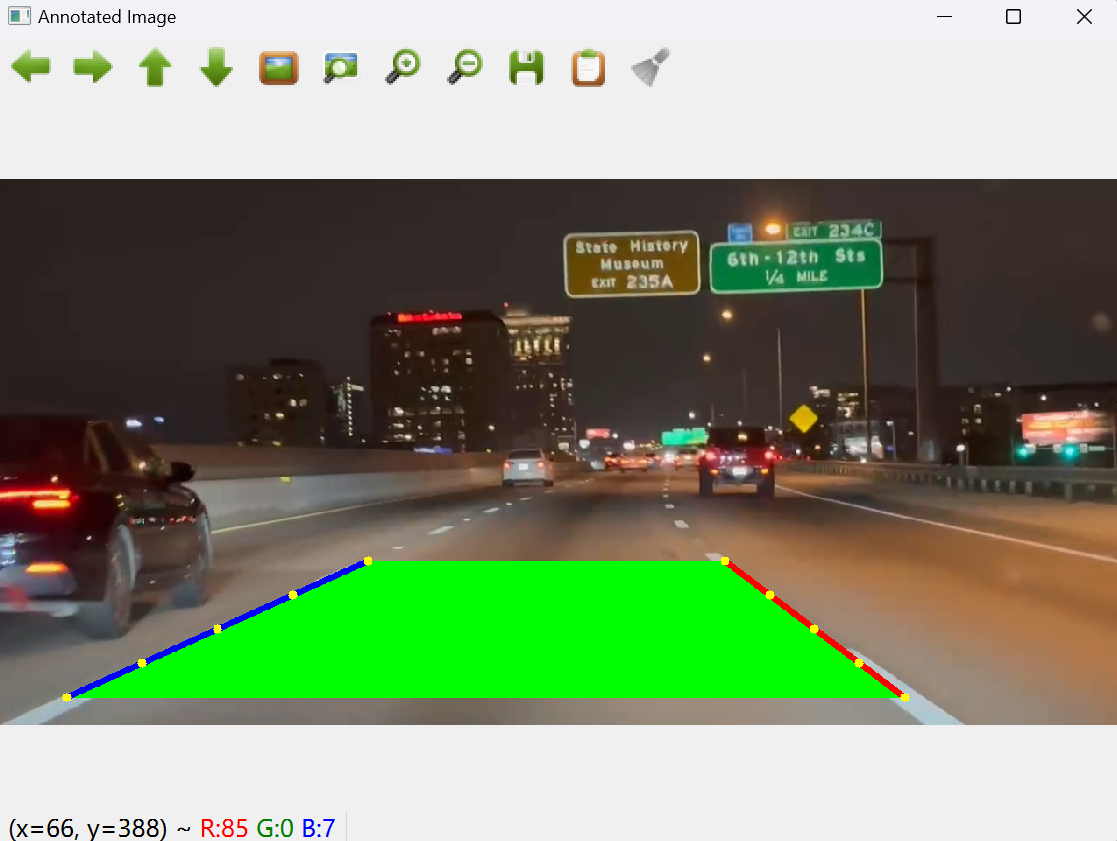 Annotated Image
EXIT 234C
State History
Museum
EXIT 235A
6th-12th Sts
1/4 MILE
(x=66, y=388) ~ R:85 G:0 B:7